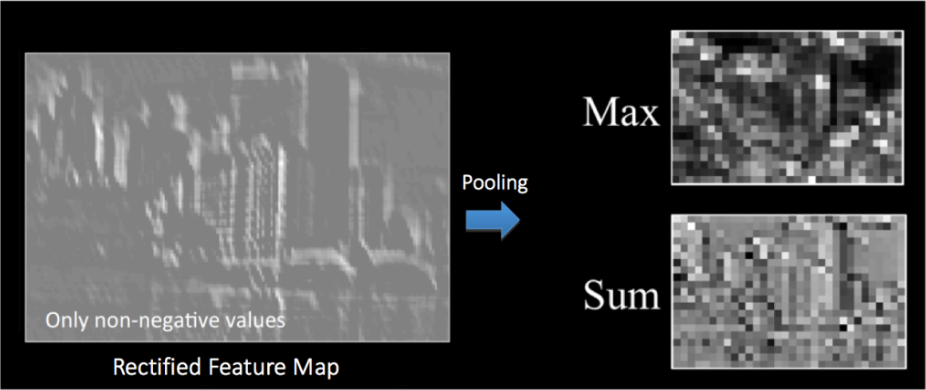 Only non-negative values
Rectified Feature Map
Pooling
Max
Sum